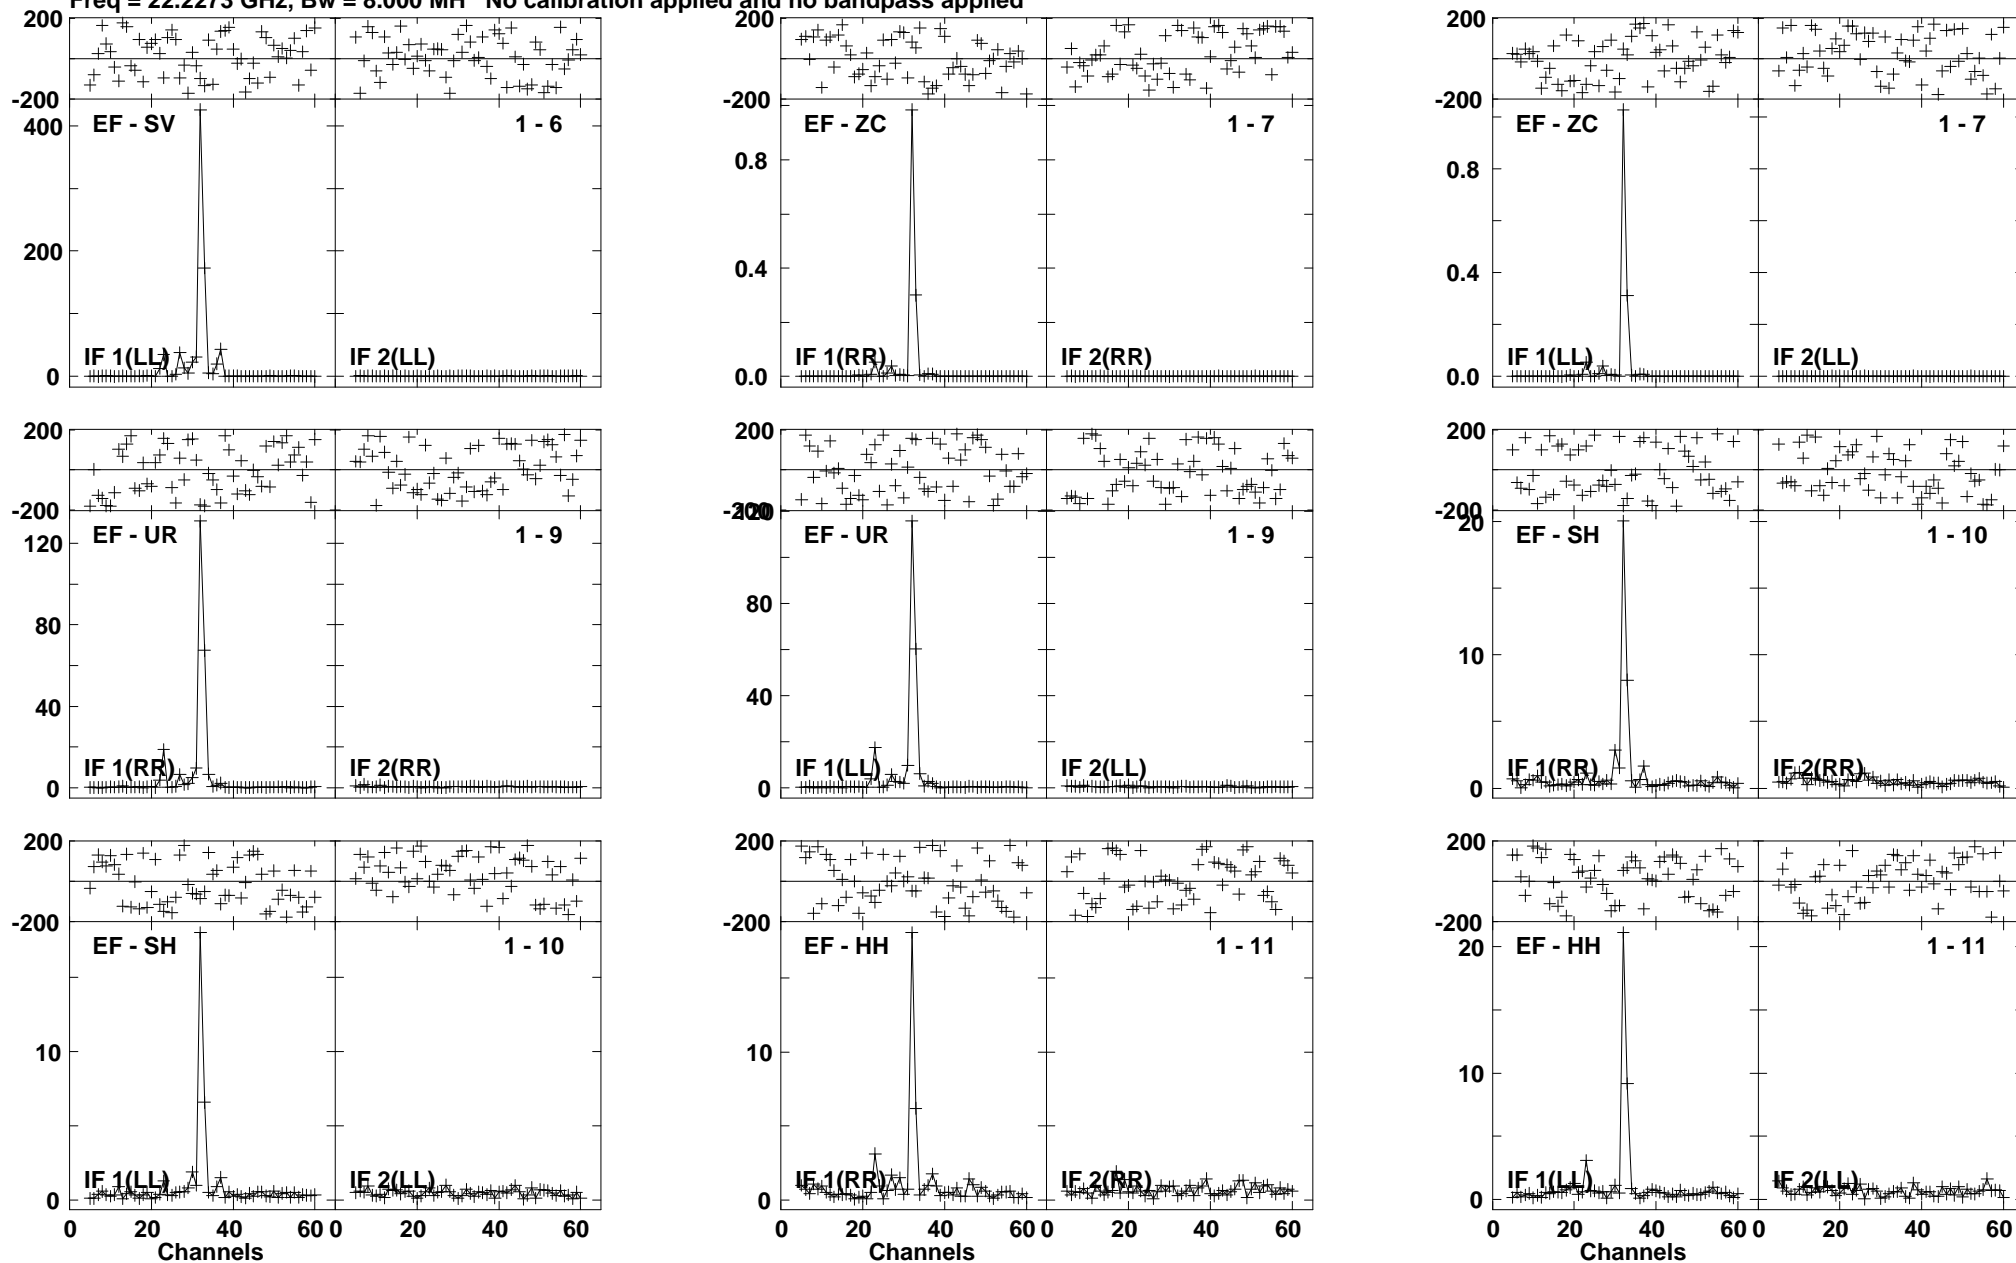 Freq = 22.2273 GHz, Bw = 8.000 MH No calibration applied and no bandpass applied
200 200 200
-200 -200 -200
EF - SV 1 - 6 EF - ZC 1 - 7 EF - ZC 1 - 7
400 0.8 0.8
200 0.4 0.4
IF 1(LL) IF 2(LL) IF 1(RR) IF 2(RR) IF 1(LL) IF 2(LL)
0 0.0 0.0
200 200 200
-200 -200 120 -200 20
EF - UR 1 - 9 EF - UR 1 - 9 EF - SH 1 - 10
120 80 10
80 40
40
IF 1(RR) IF 2(RR) IF 1(LL) IF 2(LL) IF 1(RR) IF 2(RR)
0 0 0
200 200 200
-200 -200 -200
EF - SH 1 - 10 EF - HH 1 - 11 EF - HH 1 - 11
20
10 10 10
IF 1(LL) IF 2(LL) IF 1(RR) IF 2(RR) IF 1(LL) IF 2(LL)
0 0 0
0 20 40 60 0 20 40 60 0 20 40 60 0 20 40 60 0 20 40 60 0 20 40 60
Channels Channels